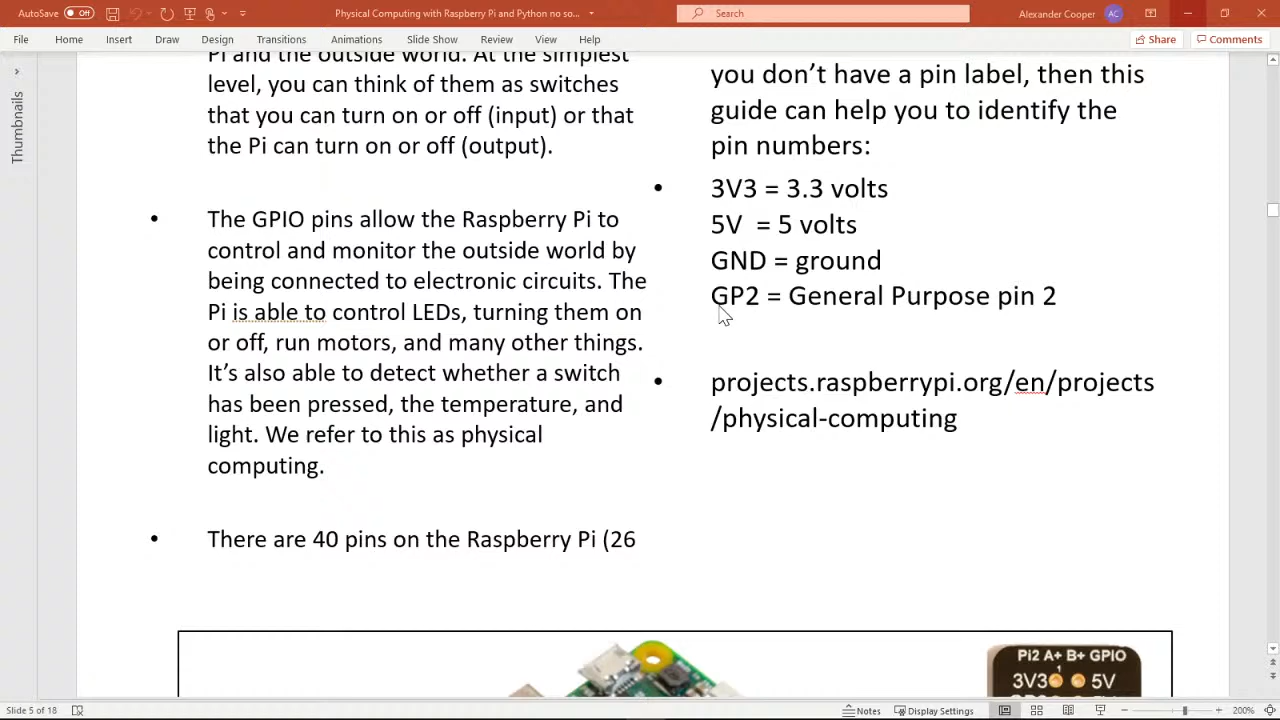 AutoSave Off
Physical Computing with Raspberry Pi and Python no so...
Search
Alexander Cooper AC
File Home Insert Draw Design Transitions Animations Slide Show Review View Help Share Comments
Thumbnails
Pi and the outside world. At the simplest
level, you can think of them as switches
that you can turn on or off (input) or that
the Pi can turn on or off (output).
• The GPIO pins allow the Raspberry Pi to
control and monitor the outside world by
being connected to electronic circuits. The
Pi is able to control LEDs, turning them on
or off, run motors, and many other things.
It’s also able to detect whether a switch
has been pressed, the temperature, and
light. We refer to this as physical
computing.
• There are 40 pins on the Raspberry Pi (26
you don’t have a pin label, then this
guide can help you to identify the
pin numbers:
• 3V3 = 3.3 volts
5V = 5 volts
GND = ground
GP2 = General Purpose pin 2
• projects.raspberrypi.org/en/projects
/physical-computing
Pi2 A+ B+ GPIO
1
3V3 5V
Slide 5 of 18
Notes Display Settings 200%